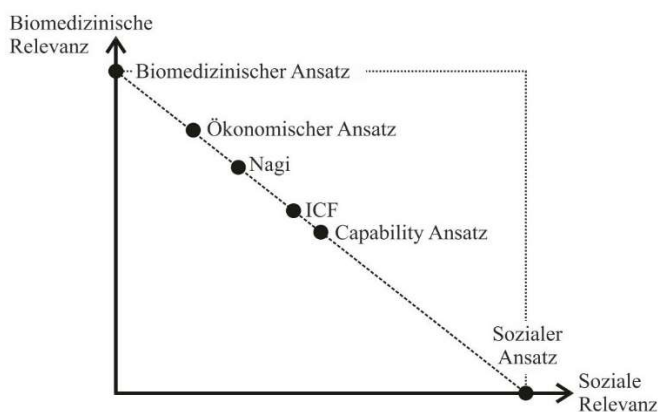 Biomedizinische
Relevanz
Biomedizinischer Ansatz
Ökonomischer Ansatz
Nagi
ICF
Capability Ansatz
Sozialer
Ansatz
Soziale
Relevanz